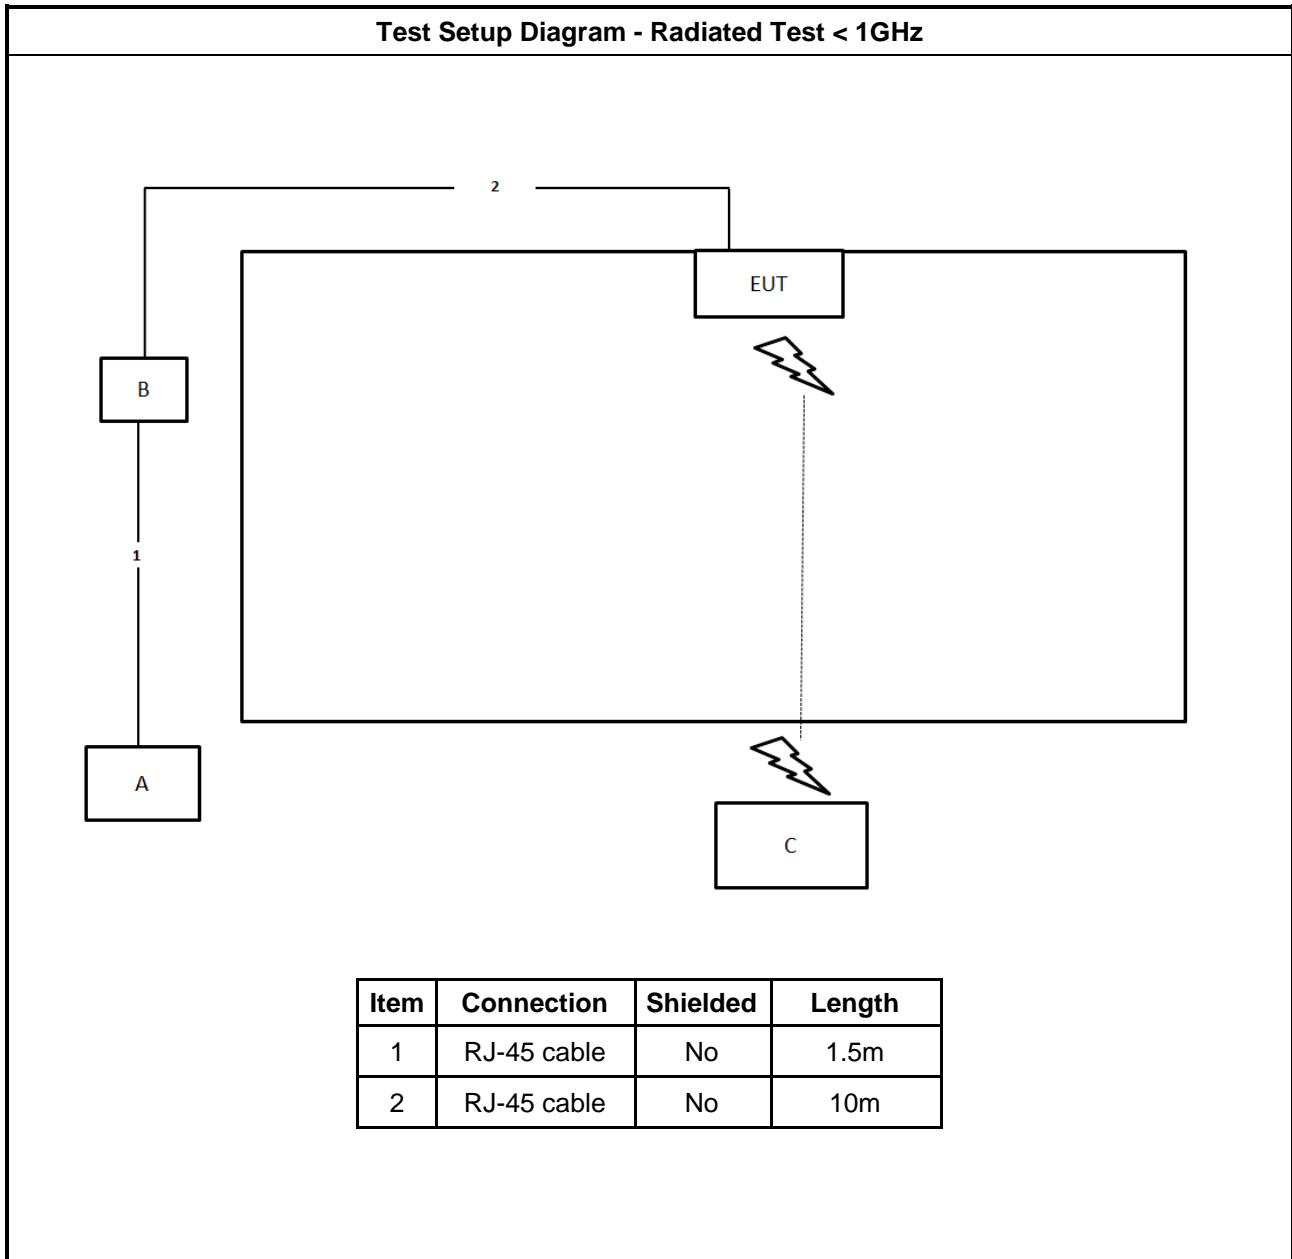 Test Setup Diagram - Radiated Test < 1GHz
2
EUT
B
1
A
C
Item Connection Shielded Length
1 RJ-45 cable No 1.5m
2 RJ-45 cable No 10m